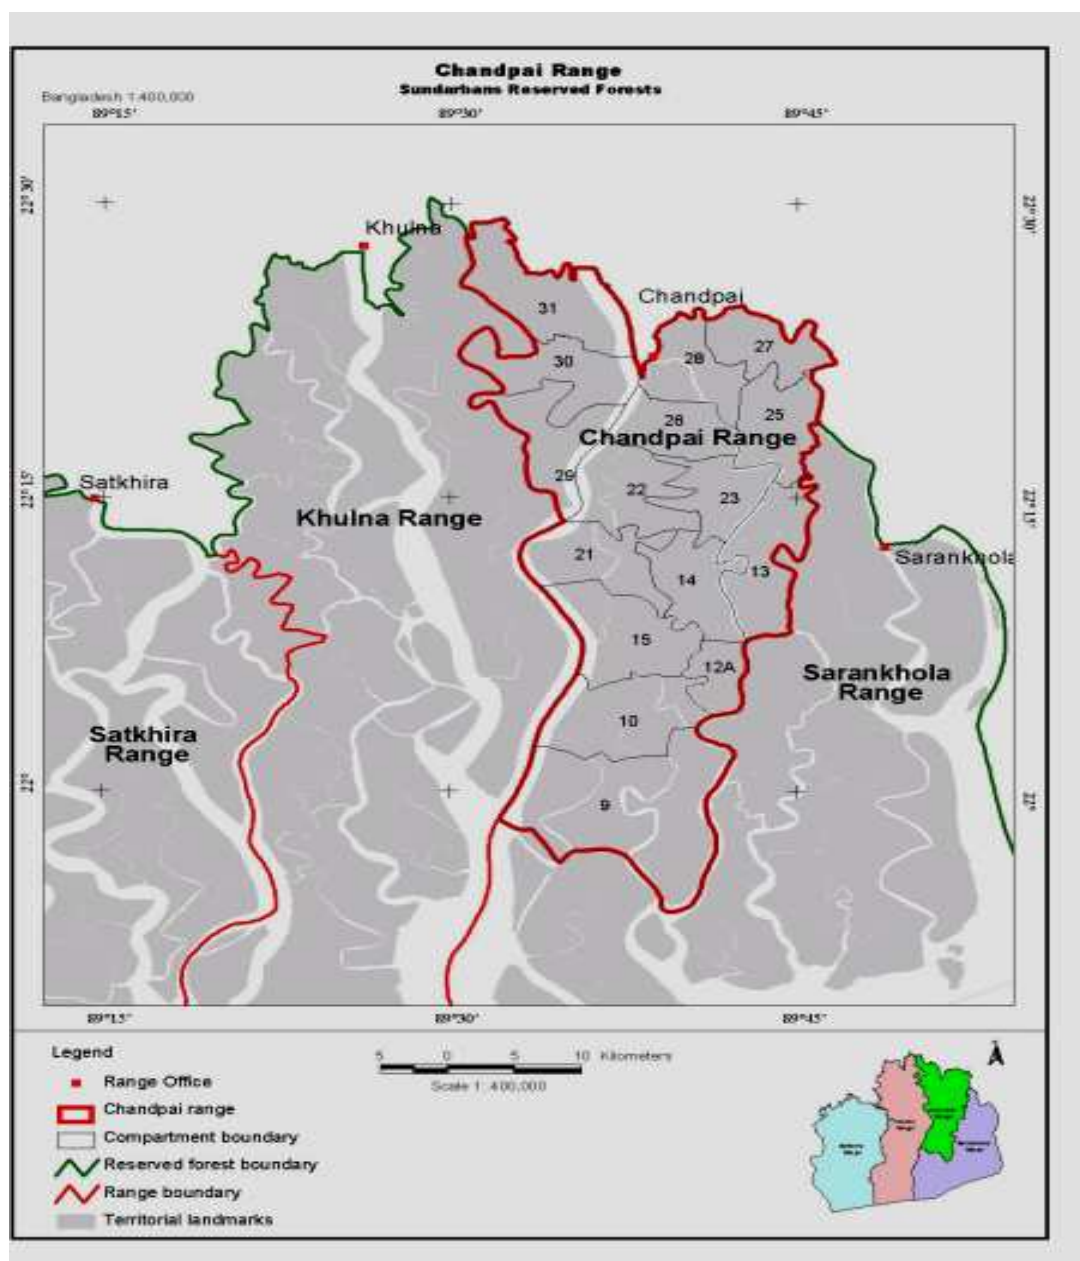 Chandpai Range
Sundarbans Reserved Forests
Bangladesh 1:400,000
89°15'
89°30'
89°45'
22° 30'
22° 30'
Khulna
Chandpai
31
30
28
27
26
25
Chandpai Range
29
22
23
22° 15'
22° 15'
Satkhira
Khulna Range
Sarankhola
21
14
13
15
12A
Sarankhola
Range
10
Satkhira
Range
9
22°
22°
89°15'
89°30'
89°45'
Legend
Range Office
Chandpai range
Compartment boundary
Reserved forest boundary
Range boundary
Territorial landmarks
5 0 5 10 Kilometers
Scale 1:400,000